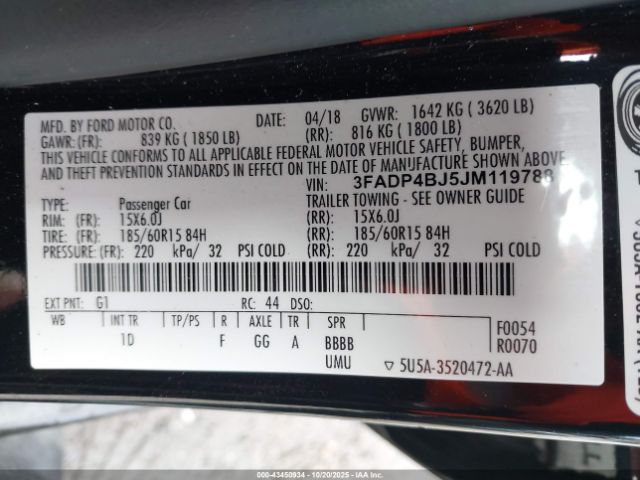 MFD. BY FORD MOTOR CO. DATE: 04/18 GVWR: 1642 KG ( 3620 LB)
GAWR: (FR): 839 KG ( 1850 LB) (RR): 816 KG ( 1800 LB)
THIS VEHICLE CONFORMS TO ALL APPLICABLE FEDERAL MOTOR VEHICLE SAFETY, BUMPER,
AND THEFT PREVENTION STANDARDS IN EFFECT ON THE DATE OF MANUFACTURE SHOWN ABOVE.
VIN: 3FADP4BJ5JM119788
TYPE: Passenger Car TRAILER TOWING - SEE OWNER GUIDE
RIM: (FR): 15X6.0J (RR): 15X6.0J
TIRE: (FR): 185/60R15 84H (RR): 185/60R15 84H
PRESSURE: (FR): 220 kPa/ 32 PSI COLD (RR): 220 kPa/ 32 PSI COLD
EXT PNT: G1 RC: 44 DSO:
WB INT TR TP/PS R AXLE TR SPR F0054
1D F GG A BBBB R0070
UMU ▽ 5U5A-3520472-AA
000-43450934 - 10/20/2025 - COPYRIGHT IAA, LLC